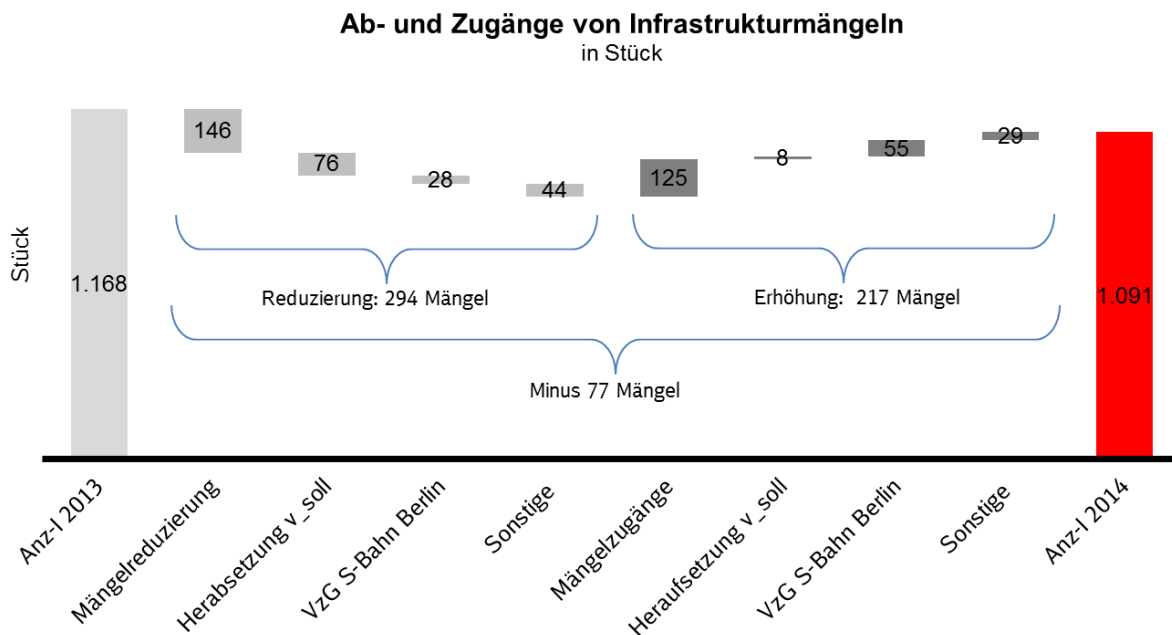 Ab- und Zugänge von Infrastrukturmängeln
in Stück
Stück
1.168
146
76
28
44
125
8
55
29
1.091
Reduzierung: 294 Mängel
Erhöhung:  217 Mängel
Minus 77 Mängel
Anz-I 2013
Mängelreduzierung
Herabsetzung v_soll
VzG S-Bahn Berlin
Sonstige
Mängelzugänge
Heraufsetzung v_soll
VzG S-Bahn Berlin
Sonstige
Anz-I 2014